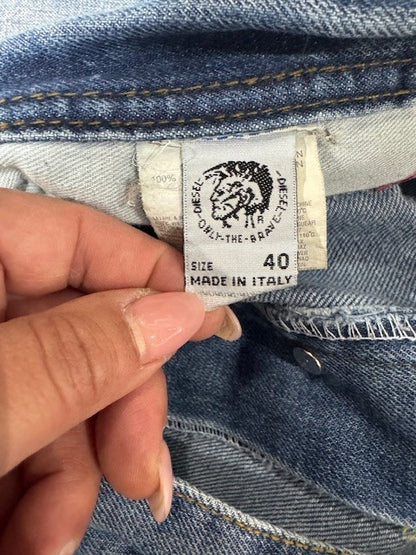 100%
DIESEL
DIESEL
ONLY-THE-BRAVE
R
SIZE 40
MADE IN ITALY